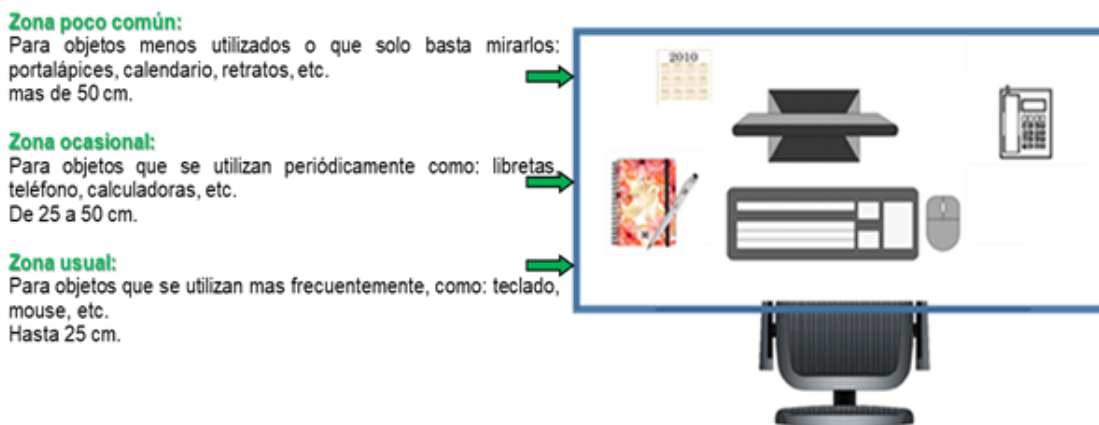 Zona poco común:
Para objetos menos utilizados o que solo basta mirarlos:
portalápices, calendario, retratos, etc.
mas de 50 cm.
Zona ocasional:
Para objetos que se utilizan periódicamente como: libretas,
teléfono, calculadoras, etc.
De 25 a 50 cm.
Zona usual:
Para objetos que se utilizan mas frecuentemente, como: teclado,
mouse, etc.
Hasta 25 cm.
2010